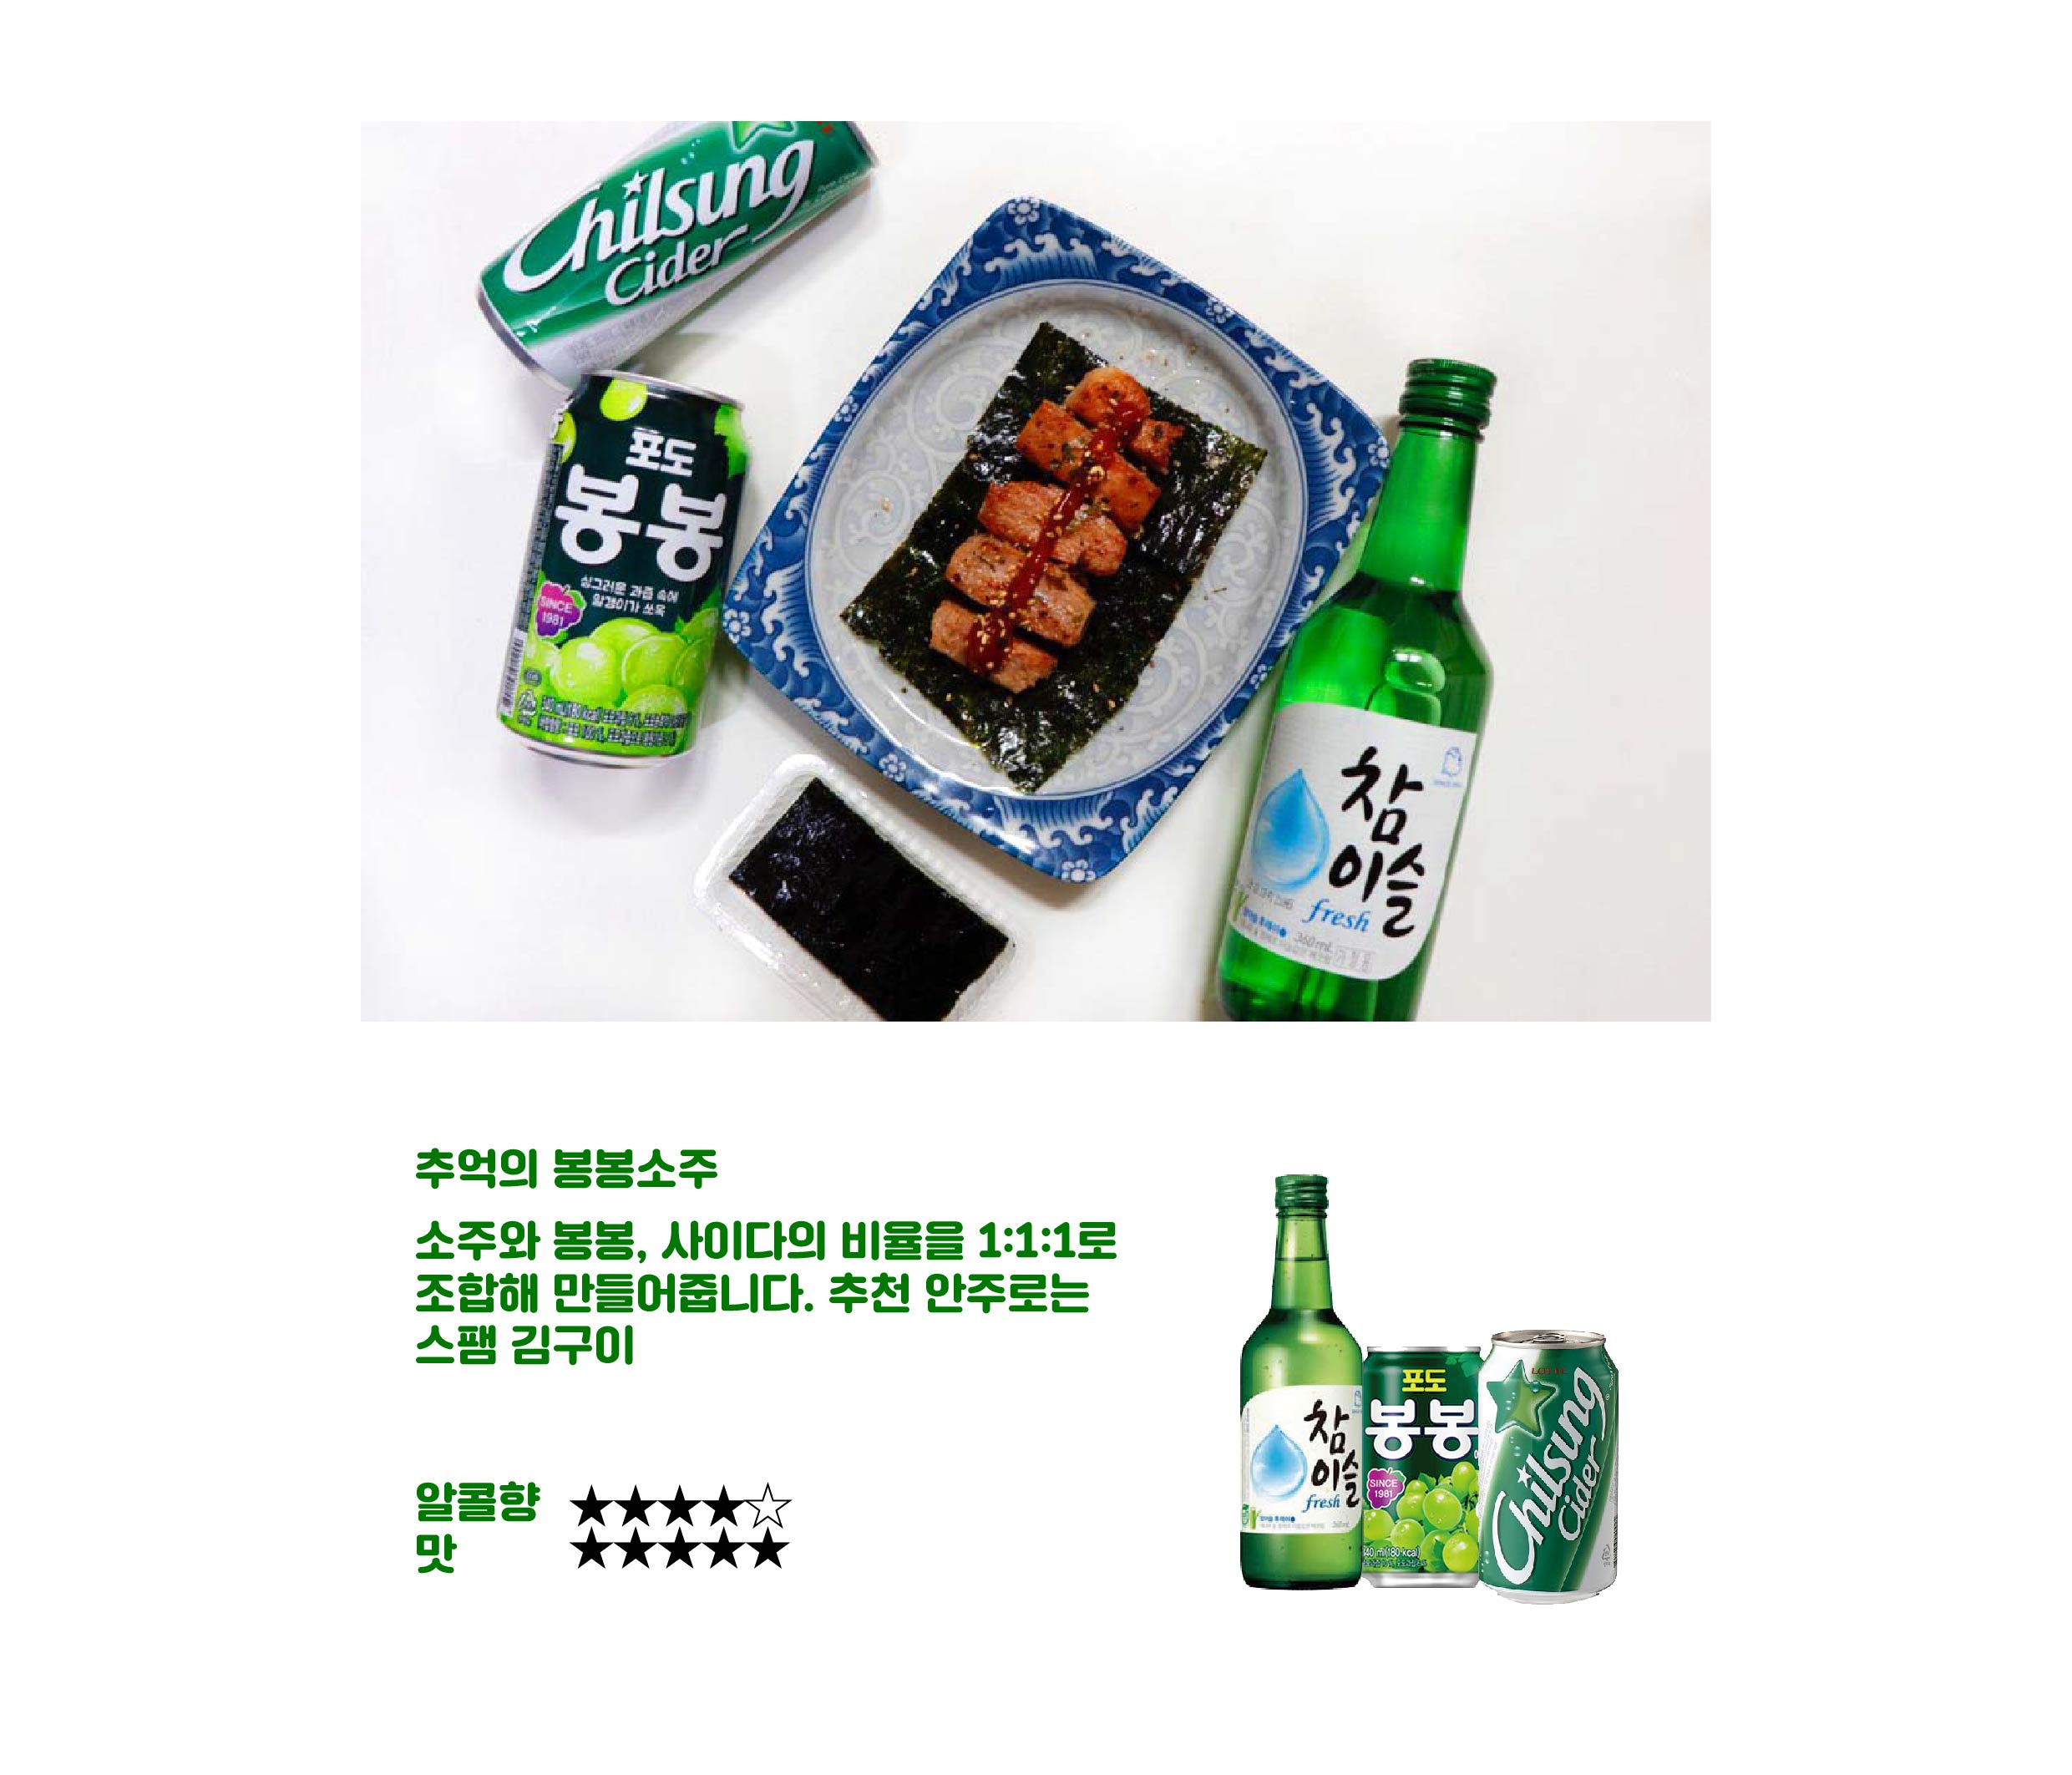 Chilsung
Cider
포도
봉봉
싱그러운 과즙 속에
알갱이가 쏘옥
SINCE
1981
참
이슬
fresh
360ml
추억의 봉봉소주
소주와 봉봉, 사이다의 비율을 1:1:1로
조합해 만들어줍니다. 추천 안주로는
스팸 김구이
알콜향 ★★★★☆
맛 ★★★★★
참
이슬
fresh
포도
봉봉
SINCE
1981
340 ml(180 kcal)
LOTTE
Chilsung
Cider